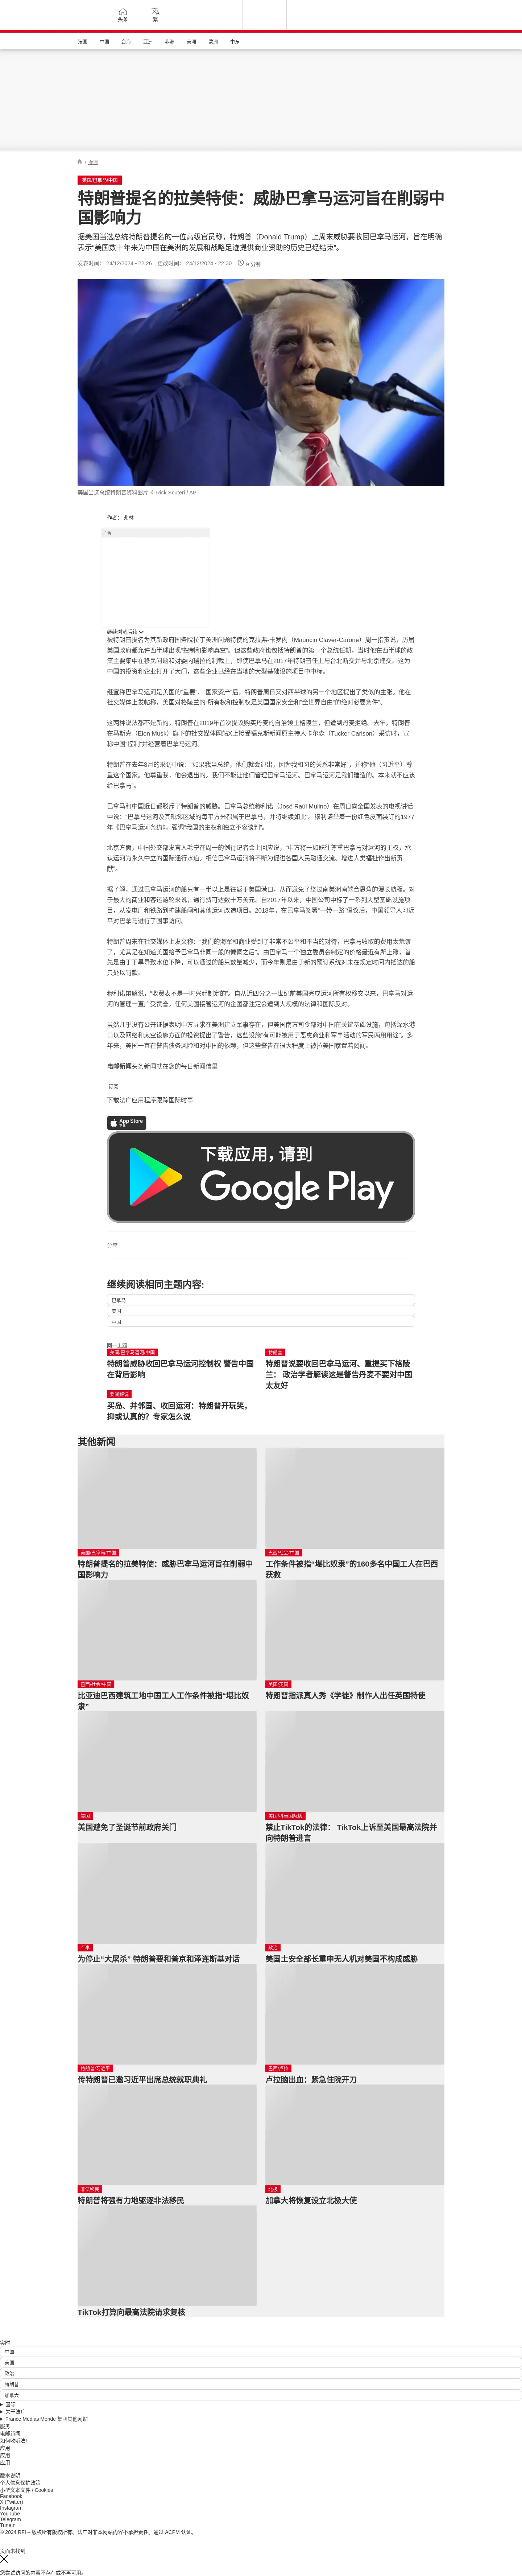 头条
繁
法国
中国
台海
亚洲
非洲
美洲
欧洲
中东
/ 美洲
美国/巴拿马/中国
特朗普提名的拉美特使：威胁巴拿马运河旨在削弱中
国影响力
据美国当选总统特朗普提名的一位高级官员称，特朗普（Donald Trump）上周末威胁要收回巴拿马运河，旨在明确
表示“美国数十年来为中国在美洲的发展和战略足迹提供商业资助的历史已经结束”。
发表时间： 24/12/2024 - 22:26 更改时间： 24/12/2024 - 22:30 9 分钟
美国当选总统特朗普资料图片 © Rick Scuteri / AP
作者： 弗林
广告
继续浏览后续
被特朗普提名为其新政府国务院拉丁美洲问题特使的克拉弗-卡罗内（Mauricio Claver-Carone）周一指责说，历届
美国政府都允许西半球出现“控制和影响真空”。但这些政府也包括特朗普的第一个总统任期，当时他在西半球的政
策主要集中在移民问题和对委内瑞拉的制裁上，即使巴拿马在2017年特朗普任上与台北断交并与北京建交。这为
中国的投资和企业打开了大门，这些企业已经在当地的大型基础设施项目中中标。
继宣称巴拿马运河是美国的“重要”、“国家资产”后，特朗普周日又对西半球的另一个地区提出了类似的主张。他在
社交媒体上发帖称，美国对格陵兰的“所有权和控制权是美国国家安全和”全世界自由“的绝对必要条件”。
这两种说法都不是新的。特朗普在2019年首次提议购买丹麦的自治领土格陵兰，但遭到丹麦拒绝。去年，特朗普
在马斯克（Elon Musk）旗下的社交媒体网站X上接受福克斯新闻原主持人卡尔森（Tucker Carlson）采访时，宣
称中国“控制”并经营着巴拿马运河。
特朗普在去年8月的采访中说：“如果我当总统，他们就会退出，因为我和习的关系非常好”，并称“他（习近平）尊
重这个国家。他尊重我，他会退出的。我们不能让他们管理巴拿马运河。巴拿马运河是我们建造的。本来就不应该
给巴拿马”。
巴拿马和中国近日都驳斥了特朗普的威胁。巴拿马总统穆利诺（José Raúl Mulino）在周日向全国发表的电视讲话
中说：“巴拿马运河及其毗邻区域的每平方米都属于巴拿马，并将继续如此”。穆利诺举着一份红色皮面装订的1977
年《巴拿马运河条约》，强调“我国的主权和独立不容谈判”。
北京方面，中国外交部发言人毛宁在周一的例行记者会上回应说，“中方将一如既往尊重巴拿马对运河的主权，承
认运河为永久中立的国际通行水道。相信巴拿马运河将不断为促进各国人民融通交流、增进人类福祉作出新贡
献”。
据了解，通过巴拿马运河的船只有一半以上是往返于美国港口，从而避免了绕过南美洲南端合恩角的漫长航程。对
于最大的商业和客运游轮来说，通行费可达数十万美元。自2017年以来，中国公司中标了一系列大型基础设施项
目，从发电厂和铁路到扩建船闸和其他运河改造项目。2018年，在巴拿马签署“一带一路”倡议后，中国领导人习近
平对巴拿马进行了国事访问。
特朗普周末在社交媒体上发文称：“我们的海军和商业受到了非常不公平和不当的对待，巴拿马收取的费用太荒谬
了，尤其是在知道美国给予巴拿马非同一般的慷慨之后”。由巴拿马一个独立委员会制定的价格最近有所上涨，首
先是由于干旱导致水位下降，可以通过的船只数量减少，而今年则是由于新的预订系统对未在规定时间内抵达的船
只处以罚款。
穆利诺辩解说，“收费表不是一时兴起制定的”。自从近四分之一世纪前美国完成运河所有权移交以来，巴拿马对运
河的管理一直广受赞誉。任何美国接管运河的企图都注定会遭到大规模的法律和国际反对。
虽然几乎没有公开证据表明中方寻求在美洲建立军事存在，但美国南方司令部对中国在关键基础设施，包括深水港
口以及网络和太空设施方面的投资提出了警告，这些设施“有可能被用于恶意商业和军事活动的军民两用用途”。多
年来，美国一直在警告债务风险和对中国的依赖，但这些警告在很大程度上被拉美国家置若罔闻。
电邮新闻头条新闻就在您的每日新闻信里
订阅
下载法广应用程序跟踪国际时事
App Store
下载
下载应用，请到
Google Play
分享 :
继续阅读相同主题内容:
巴拿马
美国
中国
同一主题
美国/巴拿马运河/中国
特朗普威胁收回巴拿马运河控制权 警告中国
在背后影响
特朗普
特朗普说要收回巴拿马运河、重提买下格陵
兰： 政治学者解读这是警告丹麦不要对中国
太友好
要闻解说
买岛、并邻国、收回运河：特朗普开玩笑，
抑或认真的？专家怎么说
其他新闻
美国/巴拿马/中国
特朗普提名的拉美特使：威胁巴拿马运河旨在削弱中
国影响力
巴西/社会/中国
工作条件被指“堪比奴隶”的160多名中国工人在巴西
获救
巴西/社会/中国
比亚迪巴西建筑工地中国工人工作条件被指“堪比奴
隶”
美国/英国
特朗普指派真人秀《学徒》制作人出任英国特使
美国
美国避免了圣诞节前政府关门
美国/抖音国际版
禁止TikTok的法律： TikTok上诉至美国最高法院并
向特朗普进言
军事
为停止“大屠杀” 特朗普要和普京和泽连斯基对话
政治
美国土安全部长重申无人机对美国不构成威胁
特朗普/习近平
传特朗普已邀习近平出席总统就职典礼
巴西/卢拉
卢拉脑出血：紧急住院开刀
非法移民
特朗普将强有力地驱逐非法移民
北极
加拿大将恢复设立北极大使
TikTok打算向最高法院请求复核
实时
中国
美国
政治
特朗普
加拿大
国际
关于法广
France Médias Monde 集团其他网站
服务
电邮新闻
如何收听法广
应用
应用
应用
版本说明
个人信息保护政策
小型文本文件 / Cookies
Facebook
X (Twitter)
Instagram
YouTube
Telegram
TuneIn
© 2024 RFI – 版权所有版权所有。法广对非本网站内容不承担责任。通过 ACPM 认证。
页面未找到
您尝试访问的内容不存在或不再可用。